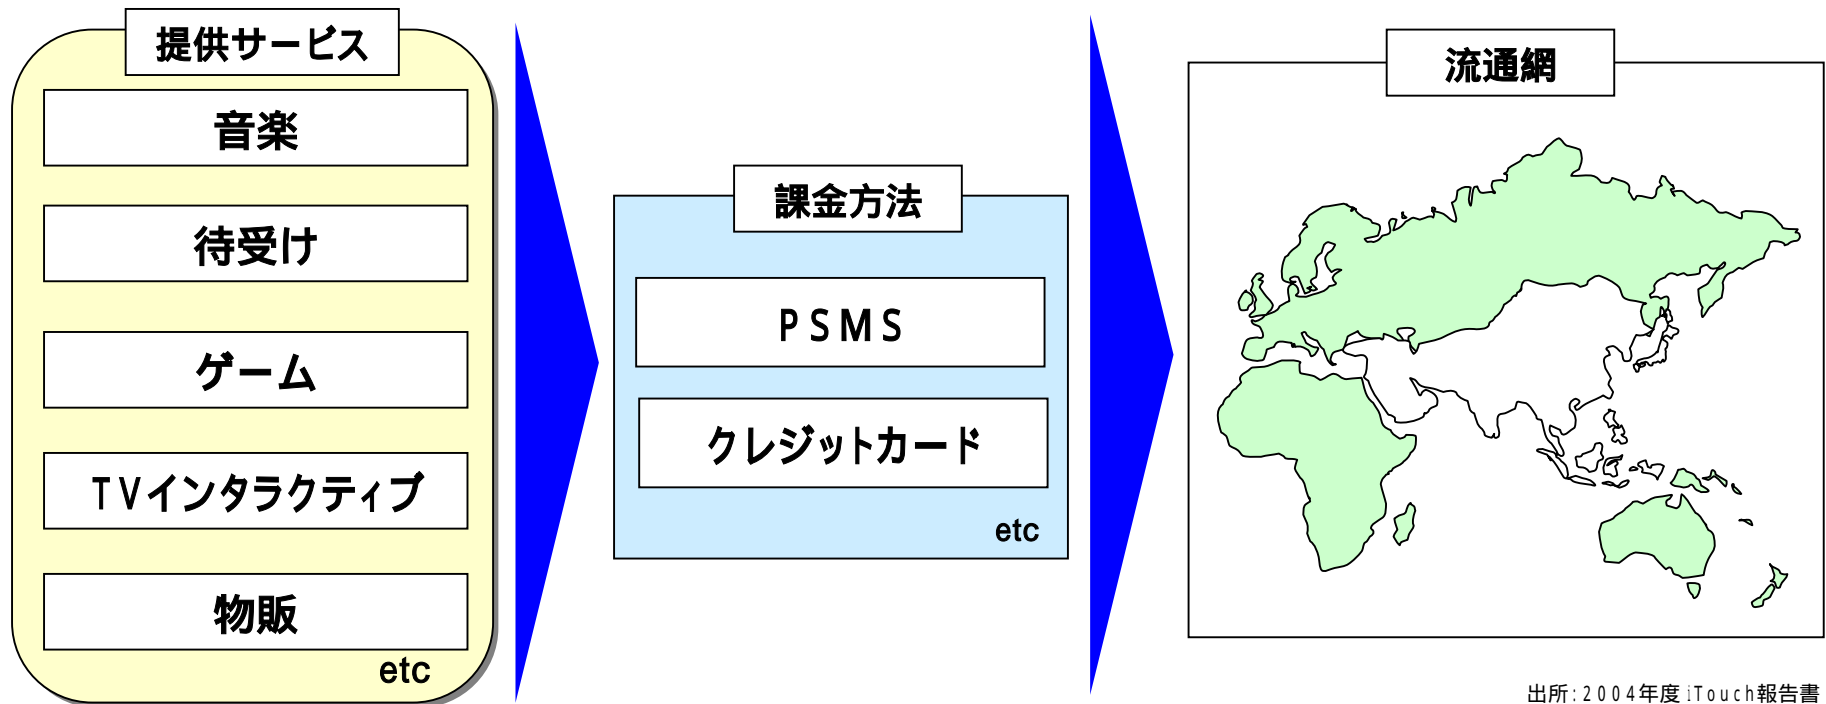 提供サービス
音楽
待受け
ゲーム
TVインタラクティブ
物販
etc
課金方法
PSMS
クレジットカード
etc
流通網
出所:2004年度 iTouch報告書